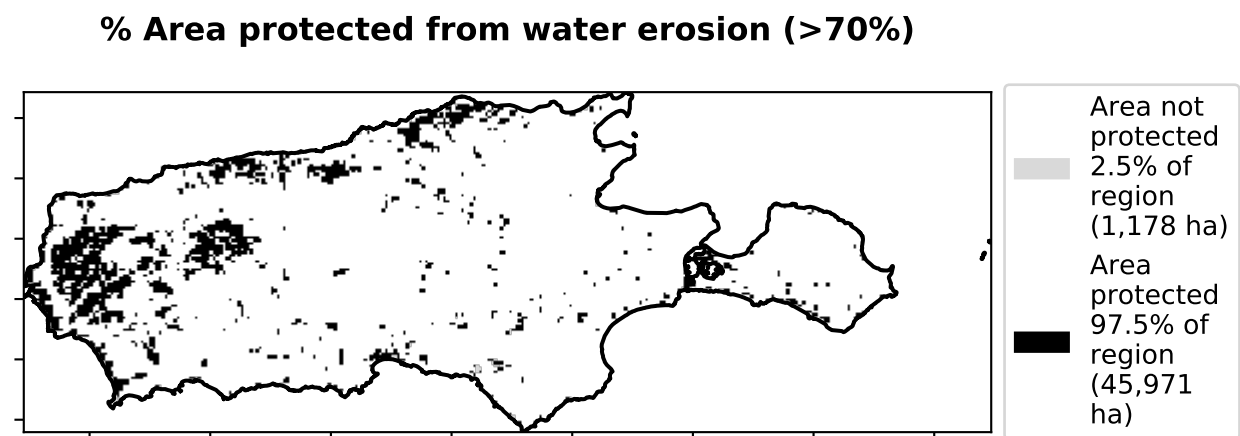 % Area protected from water erosion (>70%)
Area not
protected
2.5% of
region
(1,178 ha)
Area
protected
97.5% of
region
(45,971
ha)